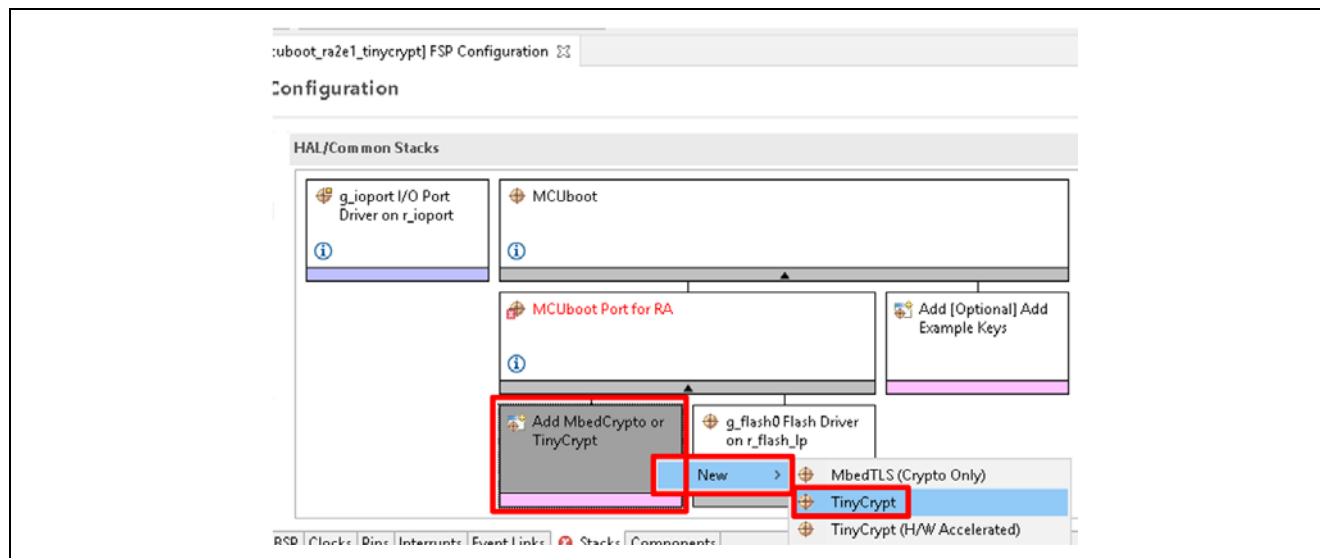 cuboot_ra2e1_tinycrypt] FSP Configuration
Configuration
HAL/Common Stacks
g_ioport I/O Port
Driver on r_ioport
MCUboot
MCUboot Port for RA
Add [Optional] Add
Example Keys
Add MbedCrypto or
TinyCrypt
g_flash0 Flash Driver
on r_flash_lp
New >
MbedTLS (Crypto Only)
TinyCrypt
TinyCrypt (H/W Accelerated)
BSP Clocks Pins Interrupts Event Links Stacks Components